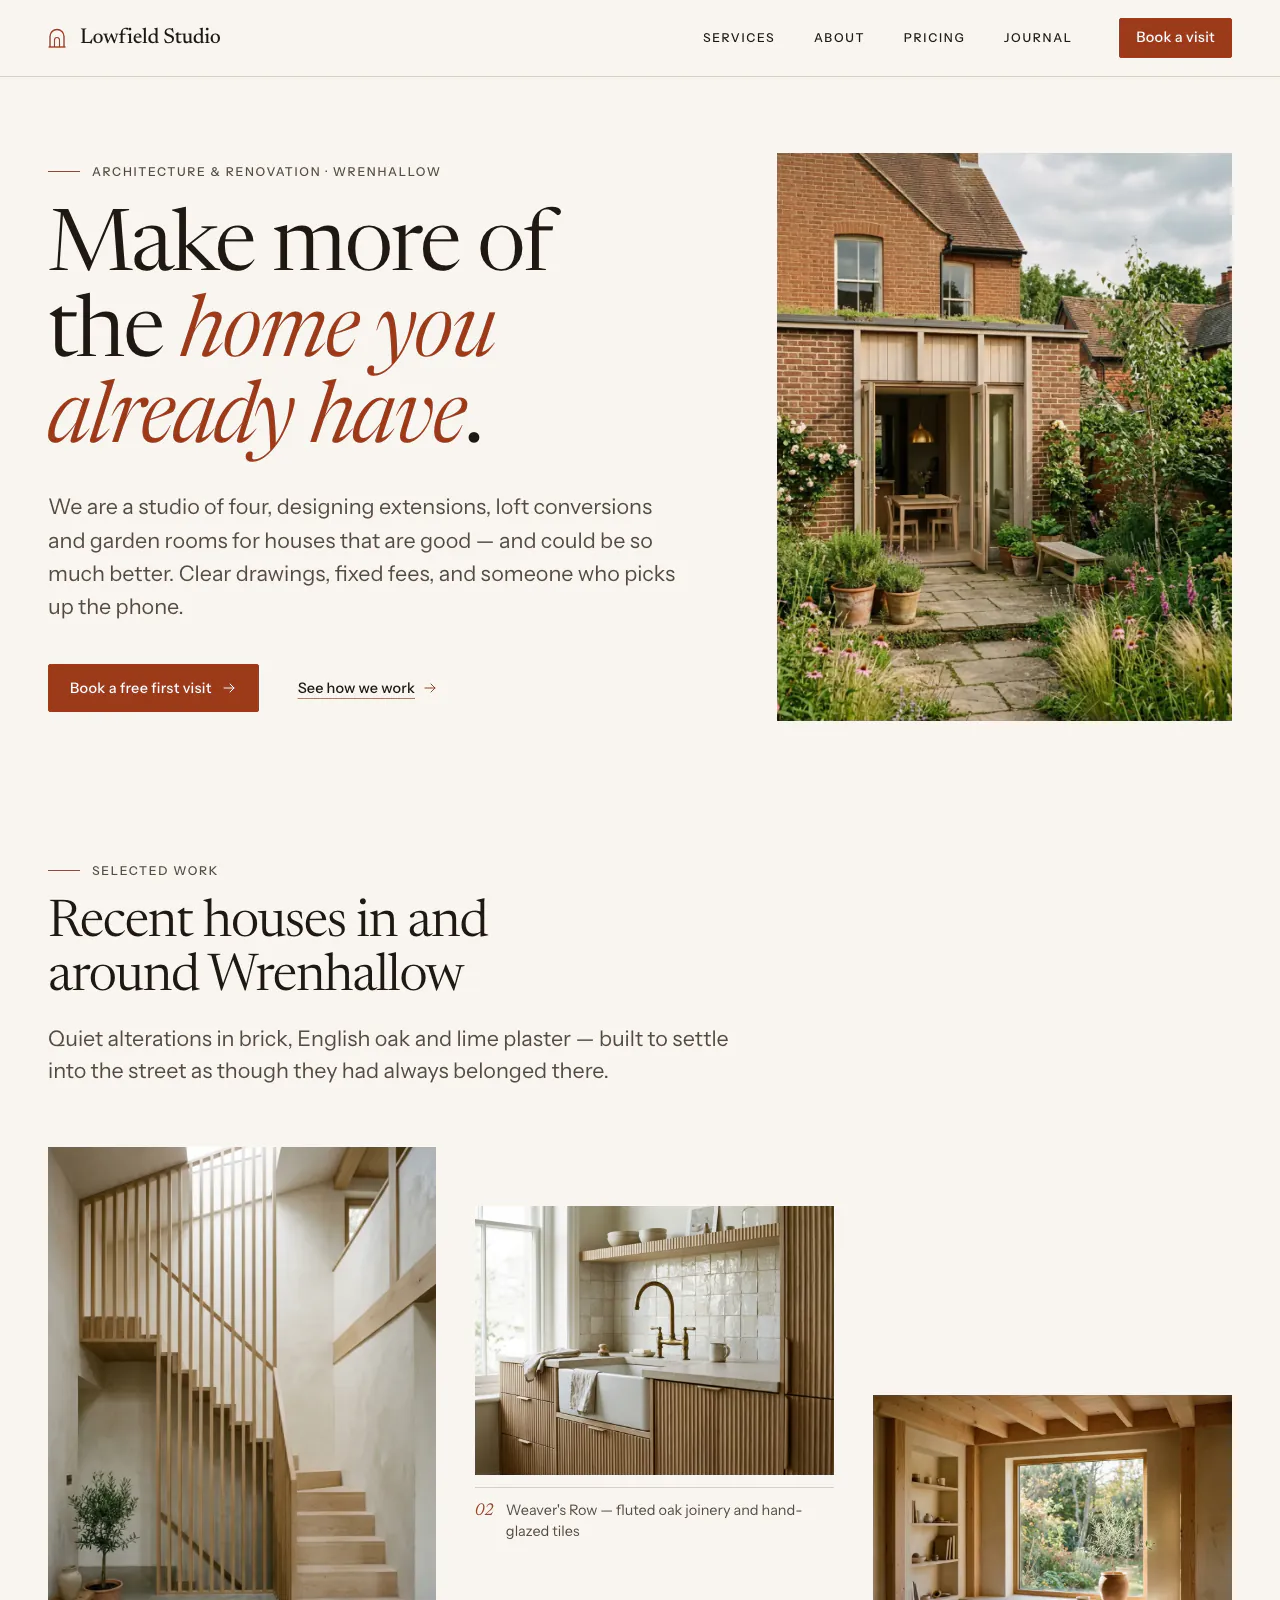 Lowfield Studio
SERVICES ABOUT PRICING JOURNAL Book a visit
ARCHITECTURE & RENOVATION · WRENHALLOW
Make more of
the home you
already have.
We are a studio of four, designing extensions, loft conversions
and garden rooms for houses that are good — and could be so
much better. Clear drawings, fixed fees, and someone who picks
up the phone.
Book a free first visit → See how we work →
SELECTED WORK
Recent houses in and
around Wrenhallow
Quiet alterations in brick, English oak and lime plaster — built to settle
into the street as though they had always belonged there.
02 Weaver's Row — fluted oak joinery and hand-
glazed tiles